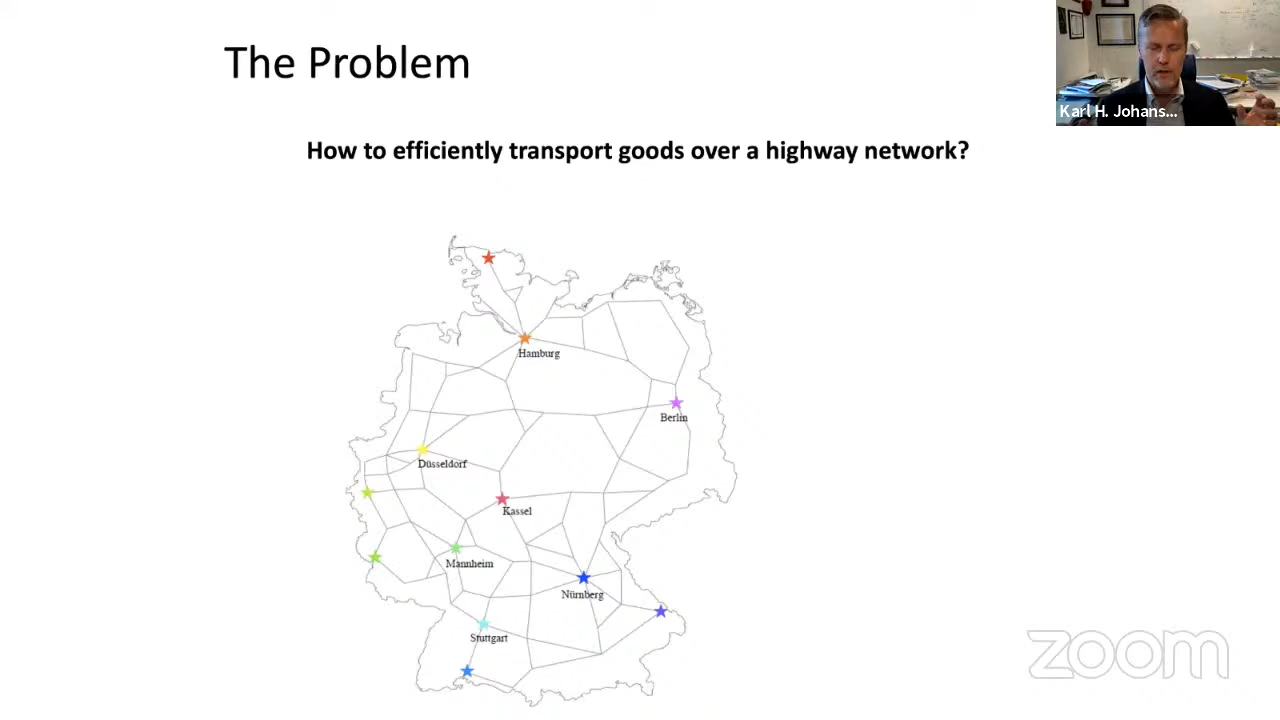 The Problem
Karl H. Johans...
How to efficiently transport goods over a highway network?
Hamburg
Berlin
Düsseldorf
Kassel
Mannheim
Nürnberg
Stuttgart
zoom